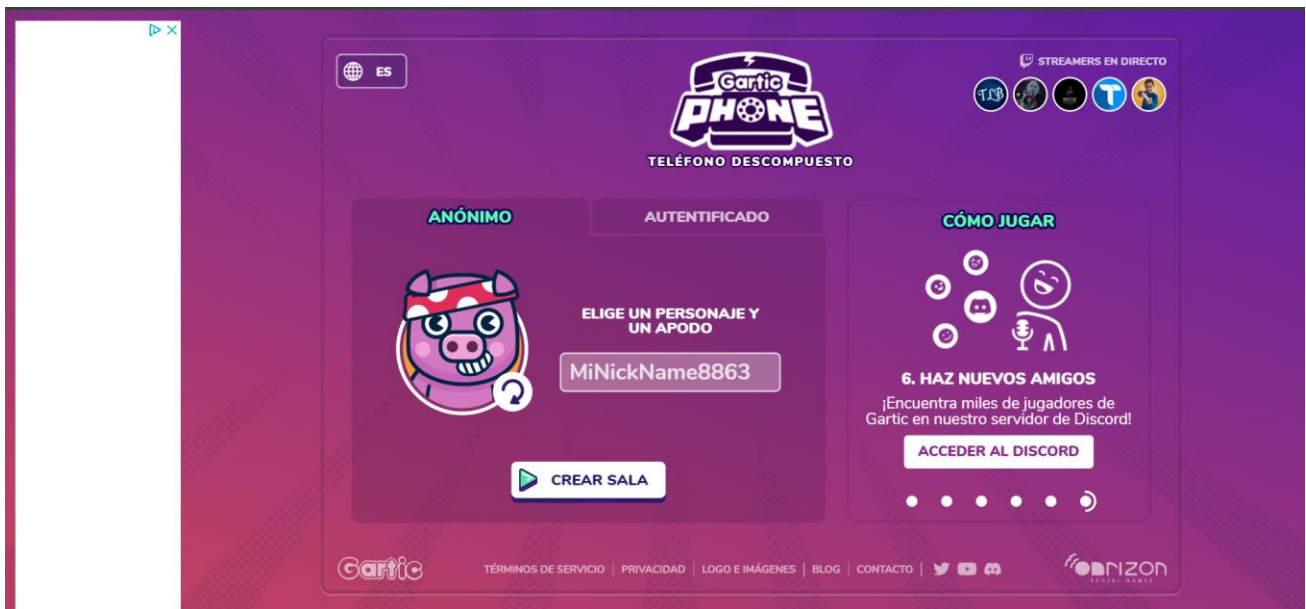 ES
Gartic
PHONE
TELÉFONO DESCOMPUESTO
STREAMERS EN DIRECTO
TLB
ANÓNIMO
AUTENTIFICADO
ELIGE UN PERSONAJE Y
UN APODO
MiNickName8863
CREAR SALA
CÓMO JUGAR
6. HAZ NUEVOS AMIGOS
¡Encuentra miles de jugadores de
Gartic en nuestro servidor de Discord!
ACCEDER AL DISCORD
Gartic
TÉRMINOS DE SERVICIO | PRIVACIDAD | LOGO E IMÁGENES | BLOG | CONTACTO |
ONRIZON
SOCIAL GAMES